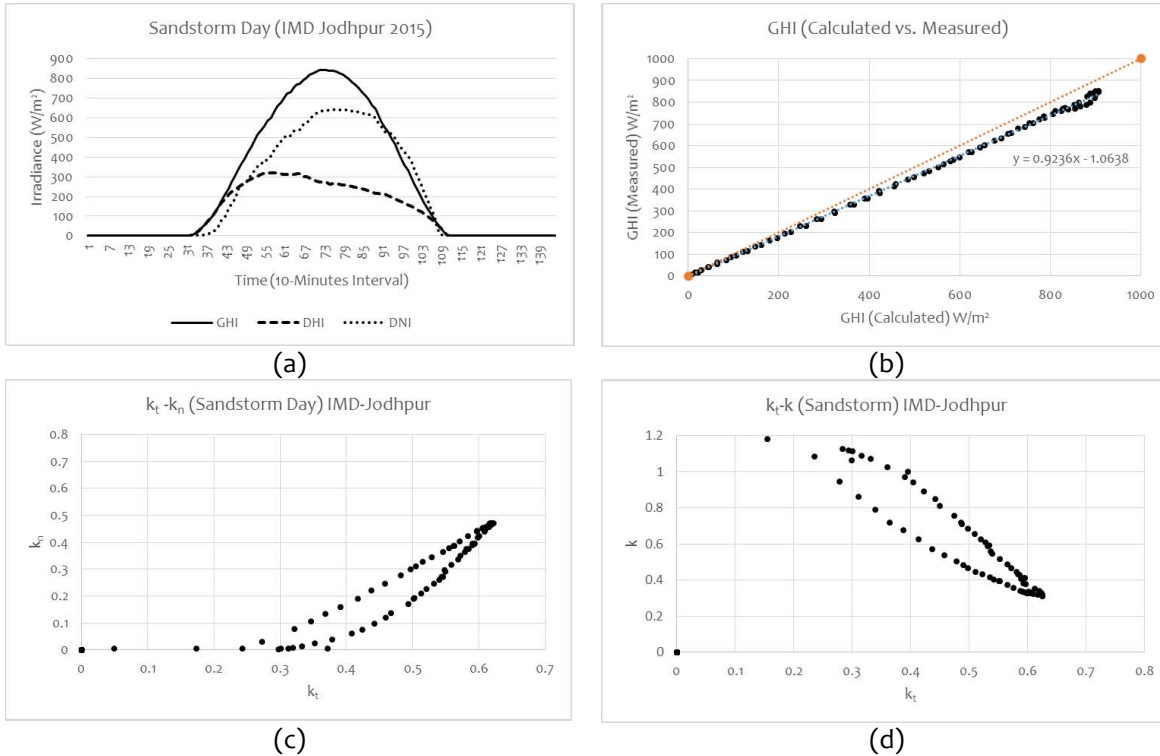 Sandstorm Day (IMD Jodhpur 2015)
900
800
700
600
500
400
300
200
100
0
Irradiance (W/m²)
1 7 13 19 25 31 37 43 49 55 61 67 73 79 85 91 97 103 109 115 121 127 133 139
Time (10-Minutes Interval)
GHI DHI DNI
(a)
GHI (Calculated vs. Measured)
1000
900
800
700
600
500
400
300
200
100
0
GHI (Measured) W/m²
y = 0.9236x - 1.0638
0 200 400 600 800 1000
GHI (Calculated) W/m²
(b)
kt -kn (Sandstorm Day) IMD-Jodhpur
0.8
0.7
0.6
0.5
0.4
0.3
0.2
0.1
0
kn
0 0.1 0.2 0.3 0.4 0.5 0.6 0.7
kt
(c)
kt-k (Sandstorm) IMD-Jodhpur
1.2
1
0.8
0.6
0.4
0.2
0
k
0 0.1 0.2 0.3 0.4 0.5 0.6 0.7 0.8
kt
(d)